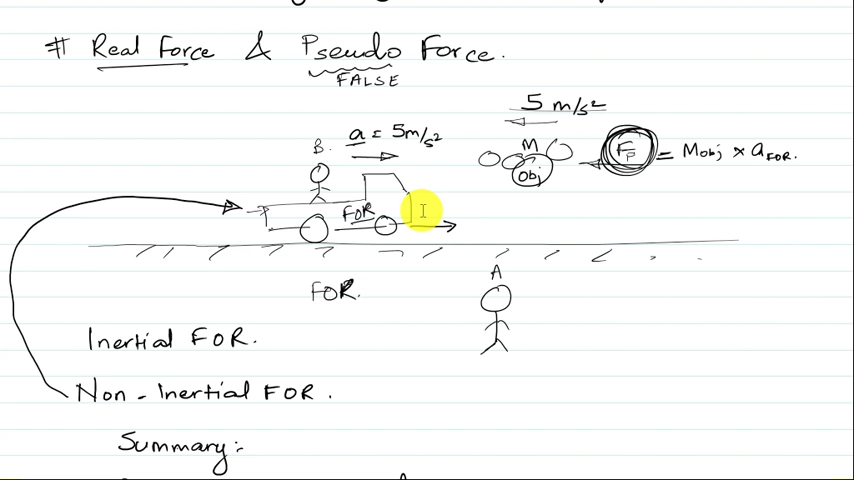 # Real Force & Pseudo Force.
FALSE
5 m/s²
B. a = 5m/s²
M
Obj
Fp = Mobj × aFOR.
FOR
A
FOR.
Inertial FOR.
Non-Inertial FOR.
Summary:-